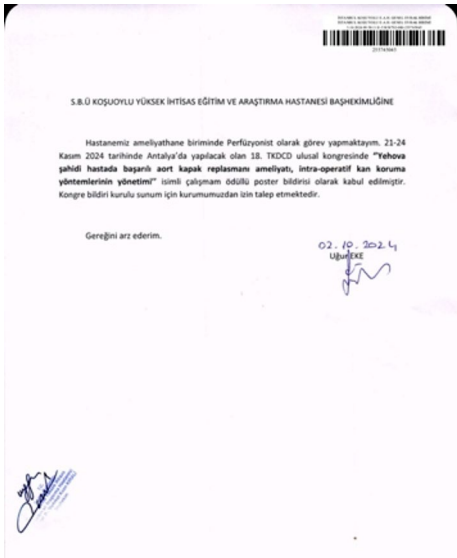 S.B.Ü KOŞUOYLU YÜKSEK İHTİSAS EĞİTİM VE ARAŞTIRMA HASTANESİ BAŞHEKİMLİĞİNE
Hastanemiz ameliyathane biriminde Perfüzyonist olarak görev yapmaktayım. 21-24
Kasım 2024 tarihinde Antalya'da yapılacak olan 18. TKDCD ulusal kongresinde "Yehova
şahidi hastada başarılı aort kapak replasmanı ameliyatı, intra-operatif kan koruma
yöntemlerinin yönetimi" isimli çalışmam ödüllü poster bildirisi olarak kabul edilmiştir.
Kongre bildiri kurulu sunum için kurumumuzdan izin talep etmektedir.
Gereğini arz ederim.
02.10.2024
Uğur EKE